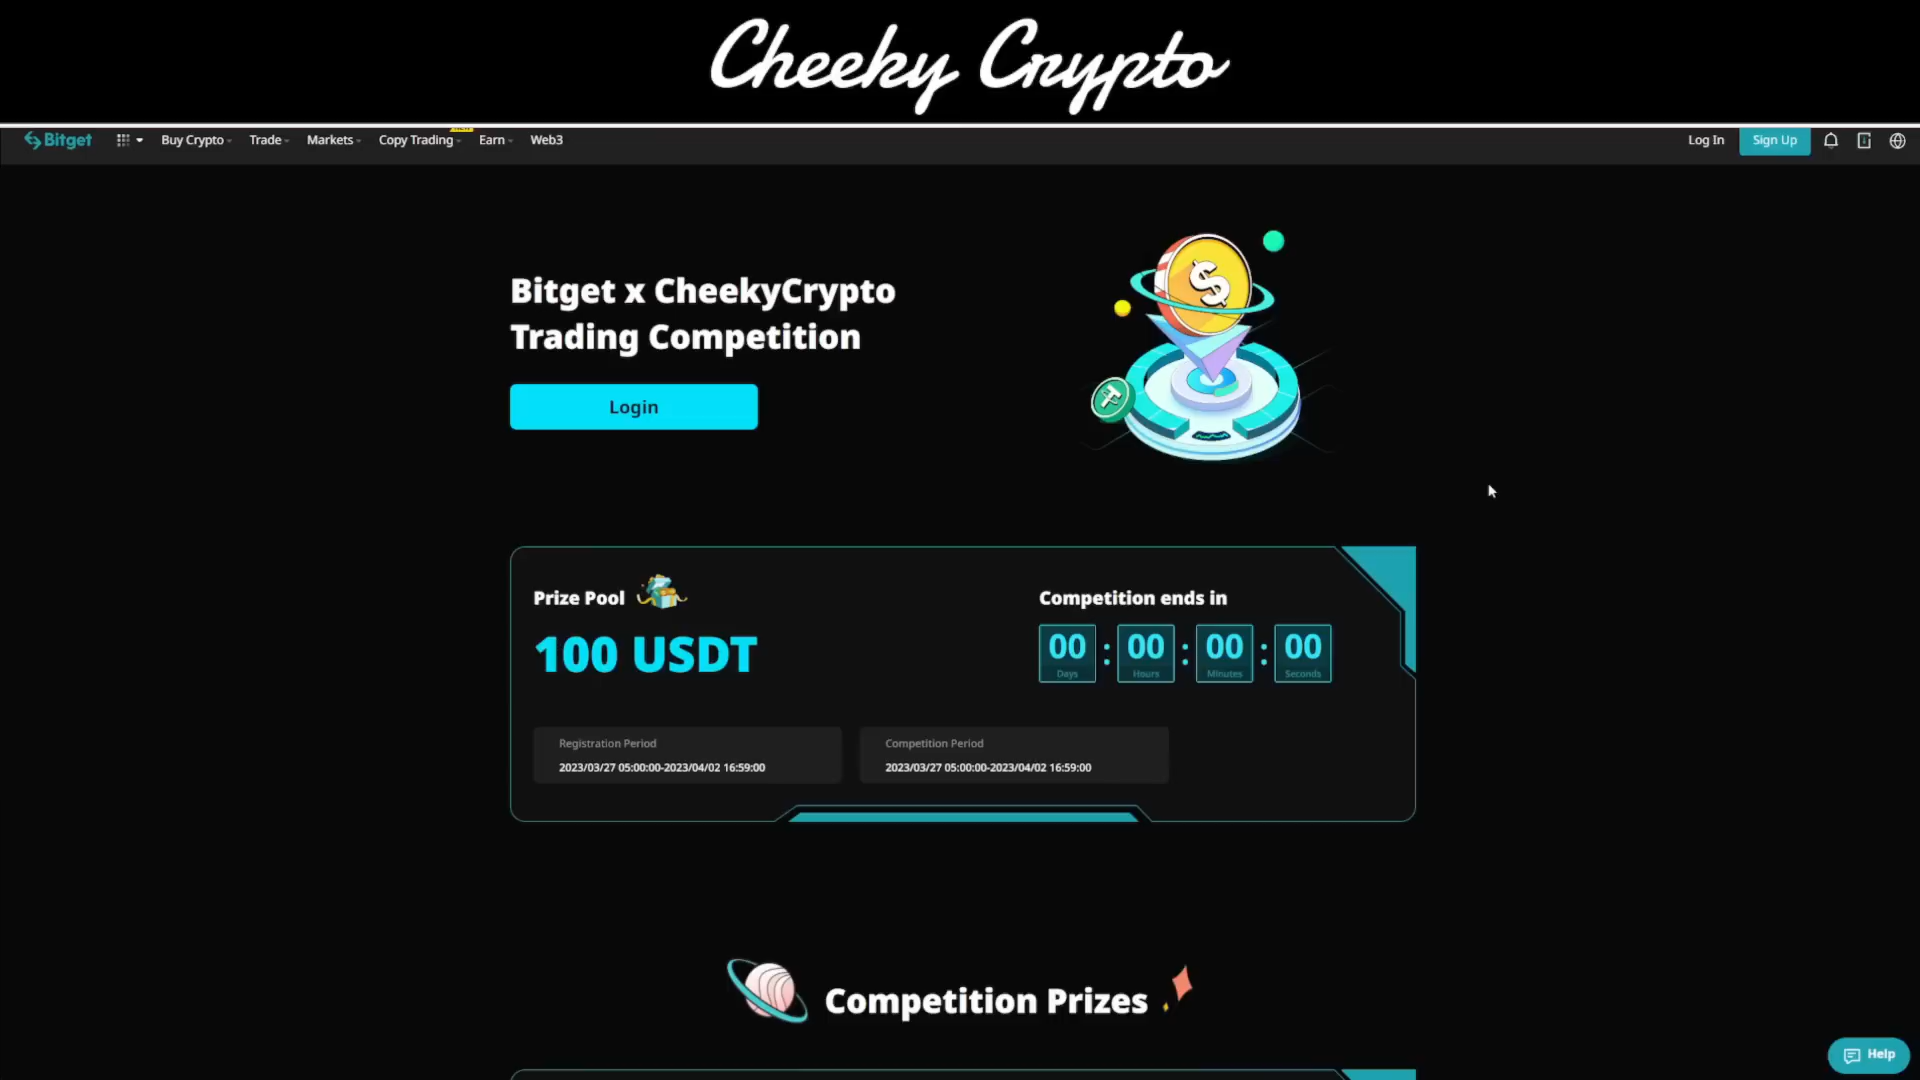 Cheeky Crypto
Bitget
Buy Crypto
Trade
Markets
Copy Trading
Earn
Web3
Log In
Sign Up
Bitget x CheekyCrypto
Trading Competition
Login
Prize Pool
100 USDT
Competition ends in
00 : 00 : 00 : 00
Days Hours Minutes Seconds
Registration Period
2023/03/27 05:00:00-2023/04/02 16:59:00
Competition Period
2023/03/27 05:00:00-2023/04/02 16:59:00
Competition Prizes
Help